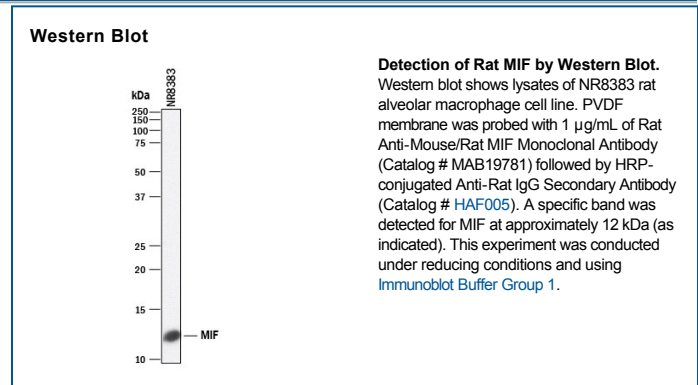 Western Blot
kDa
NR8383
250
150
100
75
50
37
25
20
15
MIF
10
Detection of Rat MIF by Western Blot.
Western blot shows lysates of NR8383 rat
alveolar macrophage cell line. PVDF
membrane was probed with 1 µg/mL of Rat
Anti-Mouse/Rat MIF Monoclonal Antibody
(Catalog # MAB19781) followed by HRP-
conjugated Anti-Rat IgG Secondary Antibody
(Catalog # HAF005). A specific band was
detected for MIF at approximately 12 kDa (as
indicated). This experiment was conducted
under reducing conditions and using
Immunoblot Buffer Group 1.